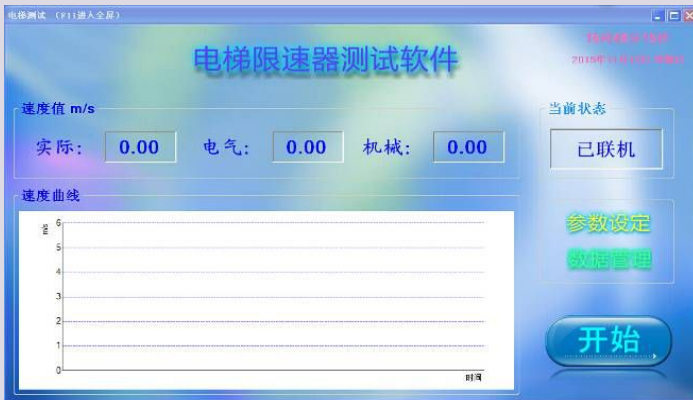 电梯测试 (F11进入全屏)
电梯限速器测试软件
速度值 m/s
实际: 0.00 电气: 0.00 机械: 0.00
当前状态
已联机
速度曲线
m/s
6
5
4
3
2
1
0
时间
参数设定
数据管理
开始